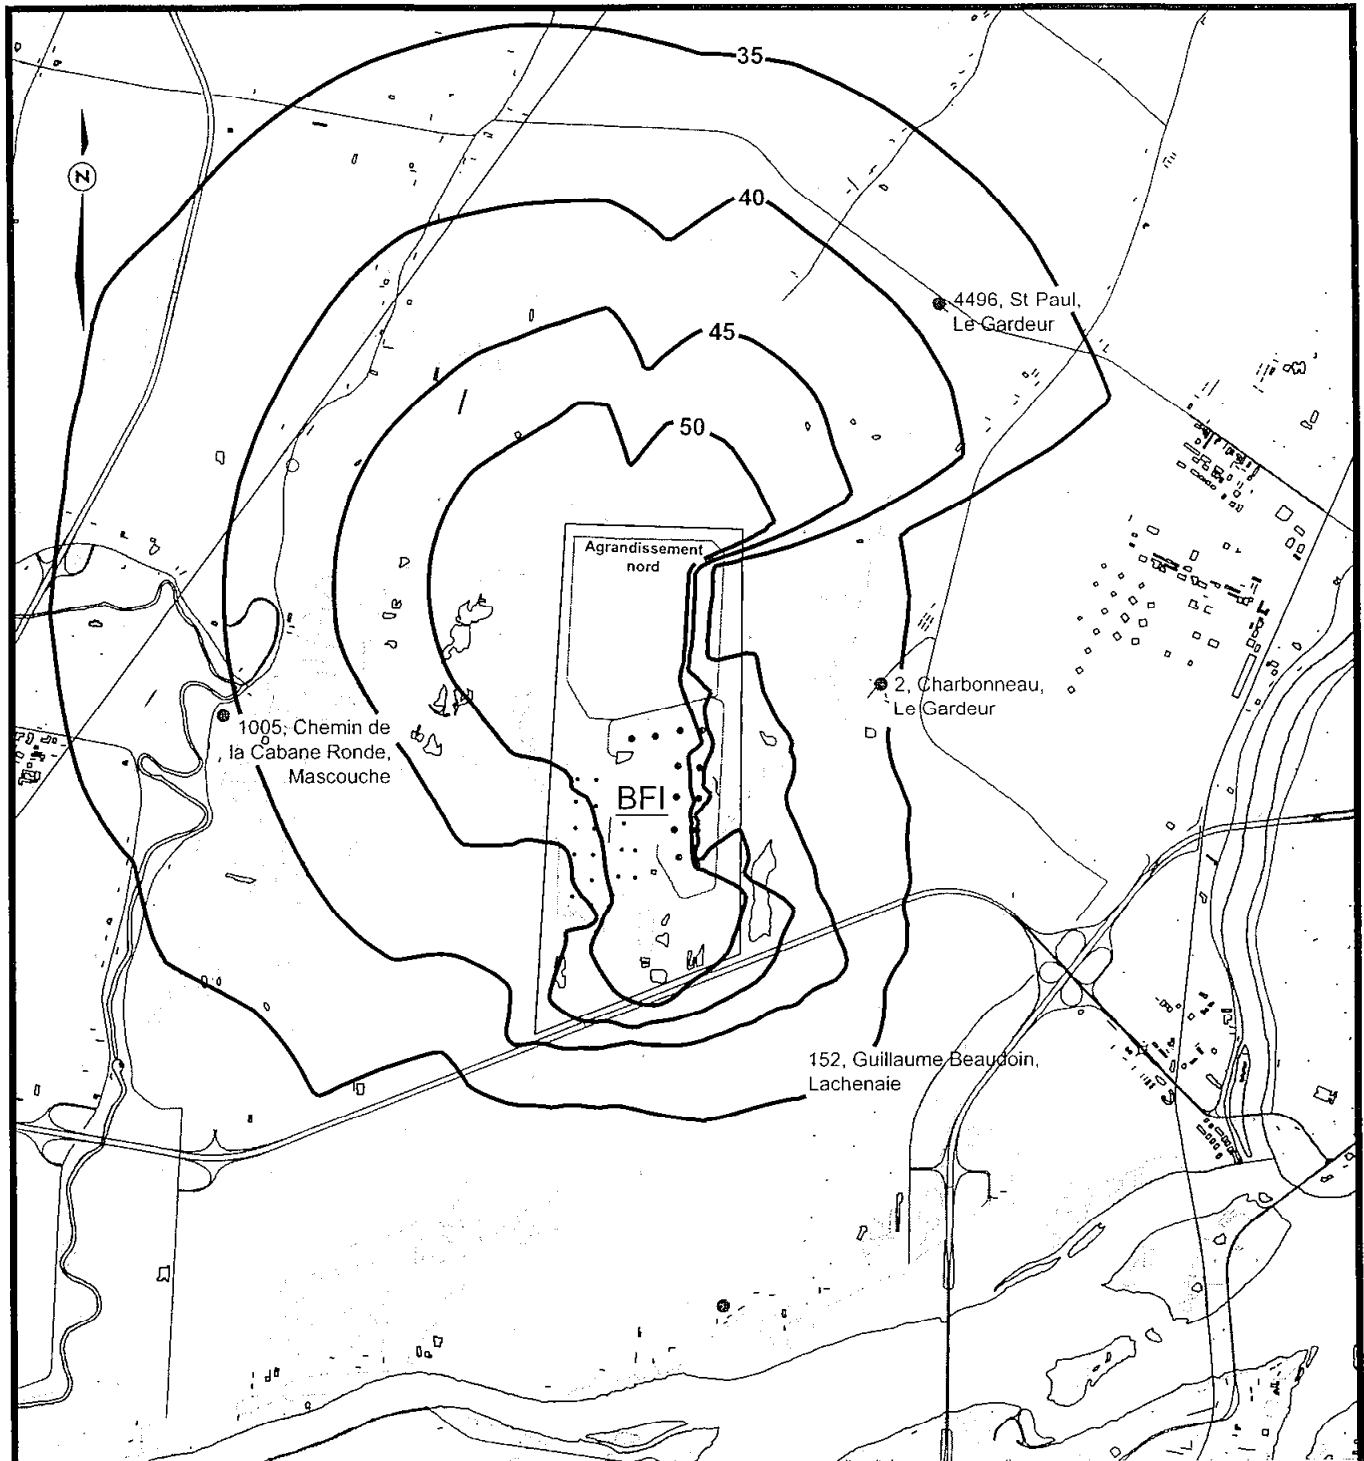 35
40
45
50
N
4496, St Paul,
Le Gardeur
Agrandissement
nord
2, Charbonneau,
Le Gardeur
1005, Chemin de
la Cabane Ronde,
Mascouche
BFI
152, Guillaume Beaudoin,
Lachenaie